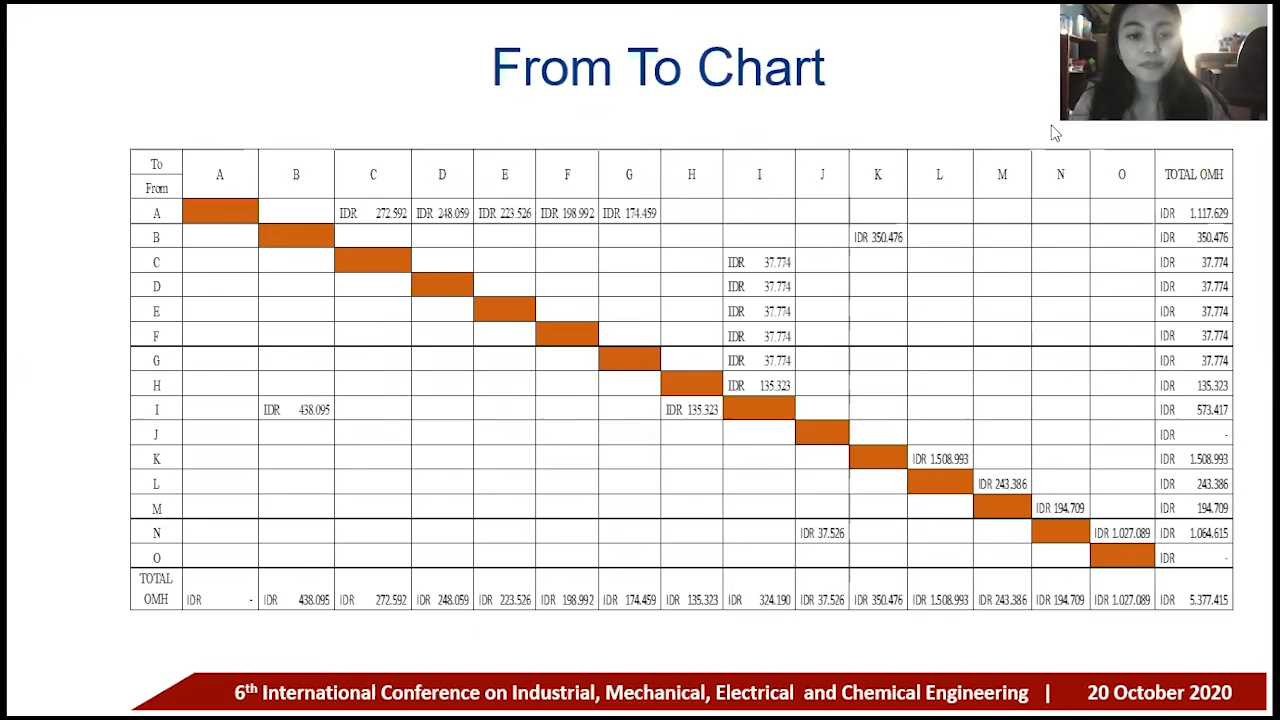 From To Chart
To A B C D E F G H I J K L M N O TOTAL OMH
From
A IDR 272.592 IDR 248.059 IDR 223.526 IDR 198.992 IDR 174.459 IDR 1.117.629
B IDR 350.476 IDR 350.476
C IDR 37.774 IDR 37.774
D IDR 37.774 IDR 37.774
E IDR 37.774 IDR 37.774
F IDR 37.774 IDR 37.774
G IDR 37.774 IDR 37.774
H IDR 135.323 IDR 135.323
I IDR 438.095 IDR 135.323 IDR 573.417
J IDR -
K IDR 1.508.993 IDR 1.508.993
L IDR 243.386 IDR 243.386
M IDR 194.709 IDR 194.709
N IDR 37.526 IDR 1.027.089 IDR 1.064.615
O IDR -
TOTAL
OMH IDR - IDR 438.095 IDR 272.592 IDR 248.059 IDR 223.526 IDR 198.992 IDR 174.459 IDR 135.323 IDR 324.190 IDR 37.526 IDR 350.476 IDR 1.508.993 IDR 243.386 IDR 194.709 IDR 1.027.089 IDR 5.377.415
6th International Conference on Industrial, Mechanical, Electrical and Chemical Engineering | 20 October 2020